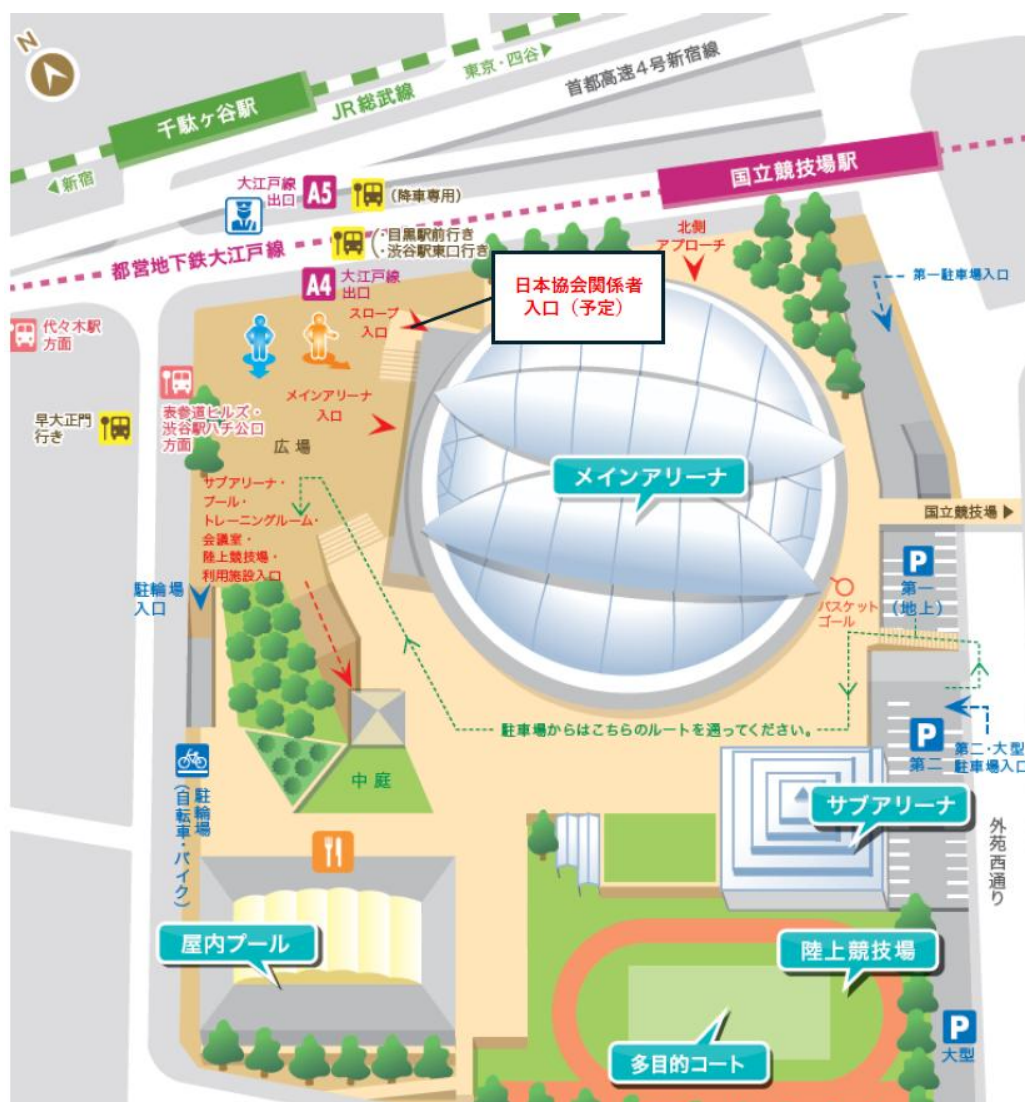 N
千駄ヶ谷駅
JR総武線
東京・四谷▶
首都高速4号新宿線
◀新宿
国立競技場駅
大江戸線
出口
A5
(降車専用)
都営地下鉄大江戸線
・目黒駅前行き
・渋谷駅東口行き
A4
大江戸線
出口
スロープ
入口
日本協会関係者
入口（予定）
北側
アプローチ
第一駐車場入口
代々木駅
方面
表参道ヒルズ・
渋谷駅ハチ公口
方面
早大正門
行き
メインアリーナ
入口
広場
メインアリーナ
サブアリーナ・
プール・
トレーニングルーム・
会議室・
陸上競技場・
利用施設入口
国立競技場▶
P
第一
(地上)
バスケット
ゴール
駐輪場
入口
駐車場からはこちらのルートを通ってください。
P
第二
第二・大型
駐車場入口
中庭
サブアリーナ
駐輪場
(自転車・バイク)
外苑西通り
屋内プール
陸上競技場
多目的コート
P
大型